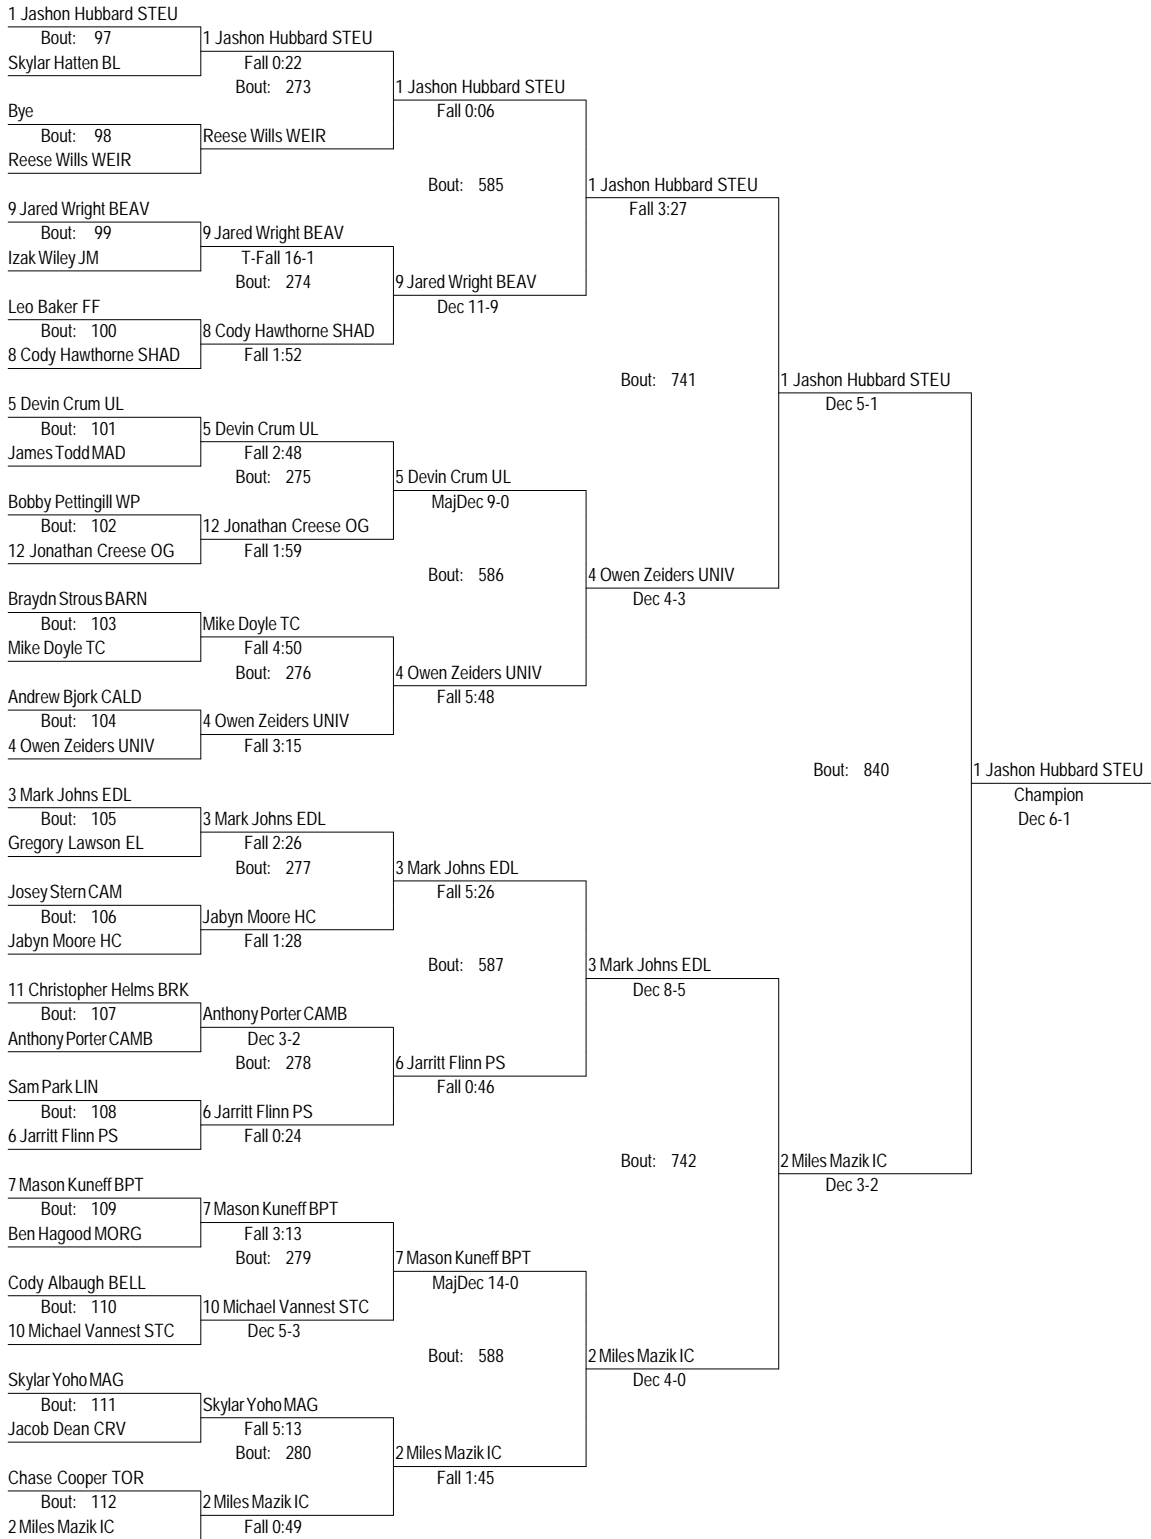 1 Jashon Hubbard STEU
Bout: 97
Skylar Hatten BL
Bye
Bout: 98
Reese Wills WEIR
9 Jared Wright BEAV
Bout: 99
Izak Wiley JM
Leo Baker FF
Bout: 100
8 Cody Hawthorne SHAD
5 Devin Crum UL
Bout: 101
James Todd MAD
Bobby Pettingill WP
Bout: 102
12 Jonathan Creese OG
Braydn Strous BARN
Bout: 103
Mike Doyle TC
Andrew Bjork CALD
Bout: 104
4 Owen Zeiders UNIV
3 Mark Johns EDL
Bout: 105
Gregory Lawson EL
Josey Stern CAM
Bout: 106
Jabyn Moore HC
11 Christopher Helms BRK
Bout: 107
Anthony Porter CAMB
Sam Park LIN
Bout: 108
6 Jarritt Flinn PS
7 Mason Kuneff BPT
Bout: 109
Ben Hagood MORG
Cody Albaugh BELL
Bout: 110
10 Michael Vannest STC
Skylar Yoho MAG
Bout: 111
Jacob Dean CRV
Chase Cooper TOR
Bout: 112
2 Miles Mazik IC
1 Jashon Hubbard STEU
Fall 0:22
Bout: 273
Reese Wills WEIR
9 Jared Wright BEAV
T-Fall 16-1
Bout: 274
8 Cody Hawthorne SHAD
Fall 1:52
5 Devin Crum UL
Fall 2:48
Bout: 275
12 Jonathan Creese OG
Fall 1:59
Mike Doyle TC
Fall 4:50
Bout: 276
4 Owen Zeiders UNIV
Fall 3:15
3 Mark Johns EDL
Fall 2:26
Bout: 277
Jabyn Moore HC
Fall 1:28
Anthony Porter CAMB
Dec 3-2
Bout: 278
6 Jarritt Flinn PS
Fall 0:24
7 Mason Kuneff BPT
Fall 3:13
Bout: 279
10 Michael Vannest STC
Dec 5-3
Skylar Yoho MAG
Fall 5:13
Bout: 280
2 Miles Mazik IC
Fall 0:49
1 Jashon Hubbard STEU
Fall 0:06
Bout: 585
9 Jared Wright BEAV
Dec 11-9
5 Devin Crum UL
MajDec 9-0
Bout: 586
4 Owen Zeiders UNIV
Fall 5:48
3 Mark Johns EDL
Fall 5:26
Bout: 587
6 Jarritt Flinn PS
Fall 0:46
7 Mason Kuneff BPT
MajDec 14-0
Bout: 588
2 Miles Mazik IC
Fall 1:45
1 Jashon Hubbard STEU
Fall 3:27
Bout: 741
4 Owen Zeiders UNIV
Dec 4-3
3 Mark Johns EDL
Dec 8-5
Bout: 742
2 Miles Mazik IC
Dec 4-0
1 Jashon Hubbard STEU
Dec 5-1
Bout: 840
2 Miles Mazik IC
Dec 3-2
1 Jashon Hubbard STEU
Champion
Dec 6-1